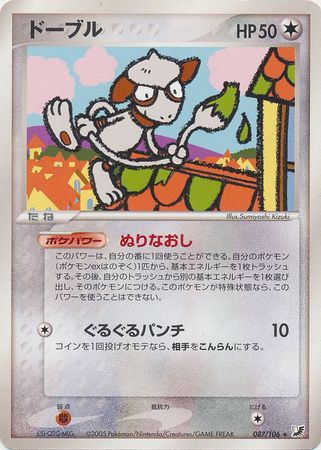 ドーブル HP50
たね
Illus.Sumiyoshi Kizuki
ポケパワー ぬりなおし
このパワーは、自分の番に1回使うことができる。自分のポケモン
(ポケモンexはのぞく)1匹から、基本エネルギーを1枚トラッシュ
する。その後、自分のトラッシュから別の基本エネルギーを1枚選び
出し、そのポケモンにつける。このポケモンが特殊状態なら、この
パワーを使うことはできない。
ぐるぐるパンチ 10
コインを1回投げオモテなら、相手をこんらんにする。
弱点 抵抗力 にげる
©2005 Pokémon/Nintendo/Creatures/GAME FREAK
087/106 ★